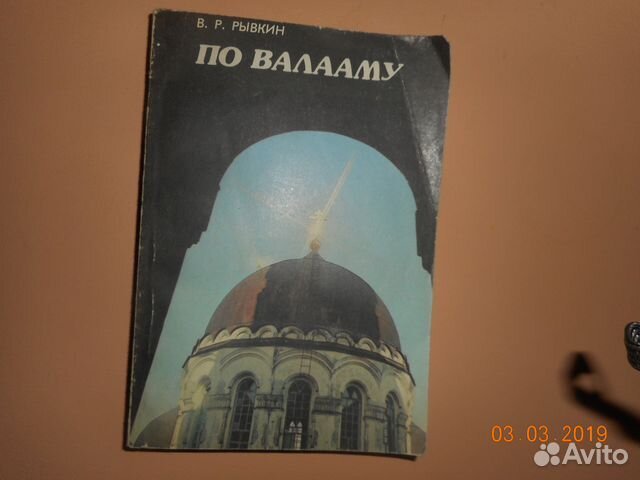 В. Р. РЫВКИН
ПО ВАЛААМУ
03.03.2019
Avito